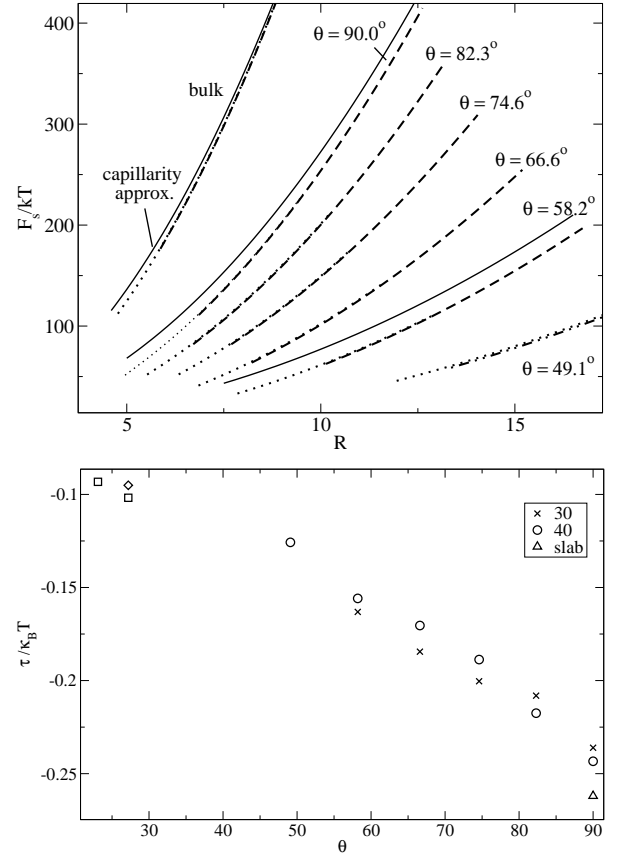 400
300
200
100
F_s/kT
bulk
capillarity
approx.
θ = 90.0°
θ = 82.3°
θ = 74.6°
θ = 66.6°
θ = 58.2°
θ = 49.1°
5 10 15
R
-0.1
-0.15
-0.2
-0.25
τ/κ_BT
30
40
slab
30 40 50 60 70 80 90
θ